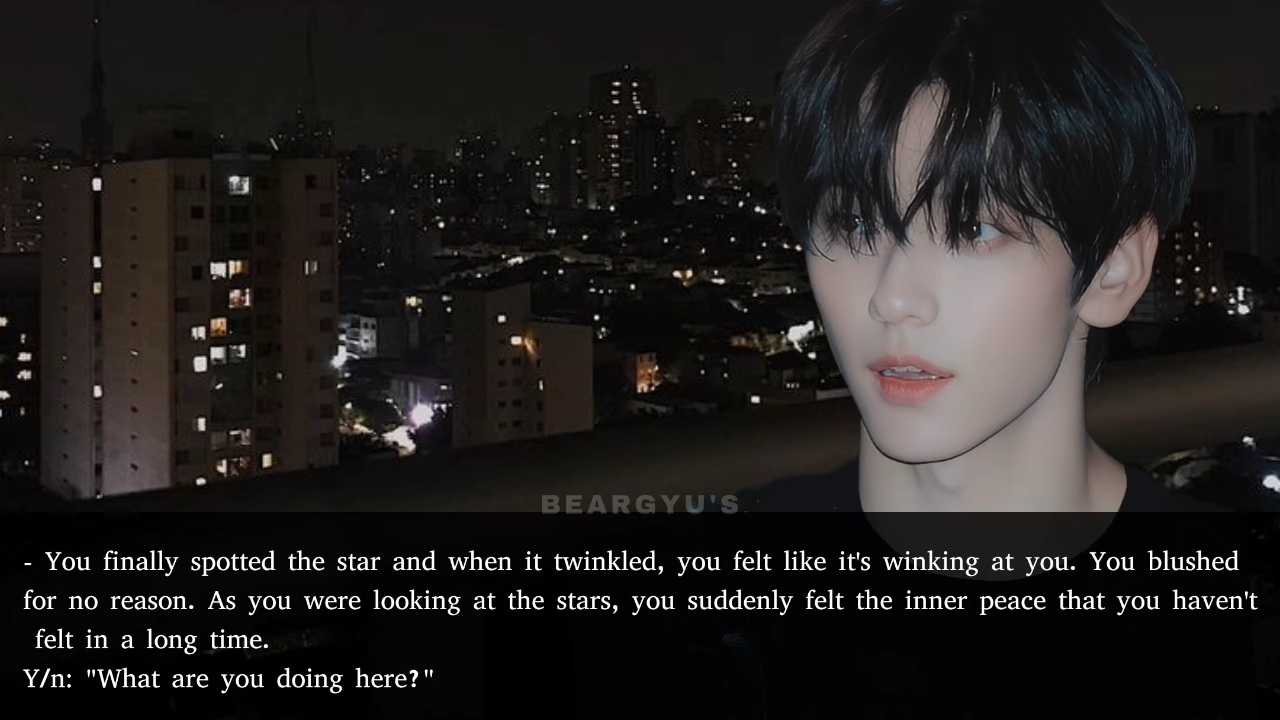 BEARGYU'S
- You finally spotted the star and when it twinkled, you felt like it's winking at you. You blushed
for no reason. As you were looking at the stars, you suddenly felt the inner peace that you haven't
felt in a long time.
Y/n: "What are you doing here?"